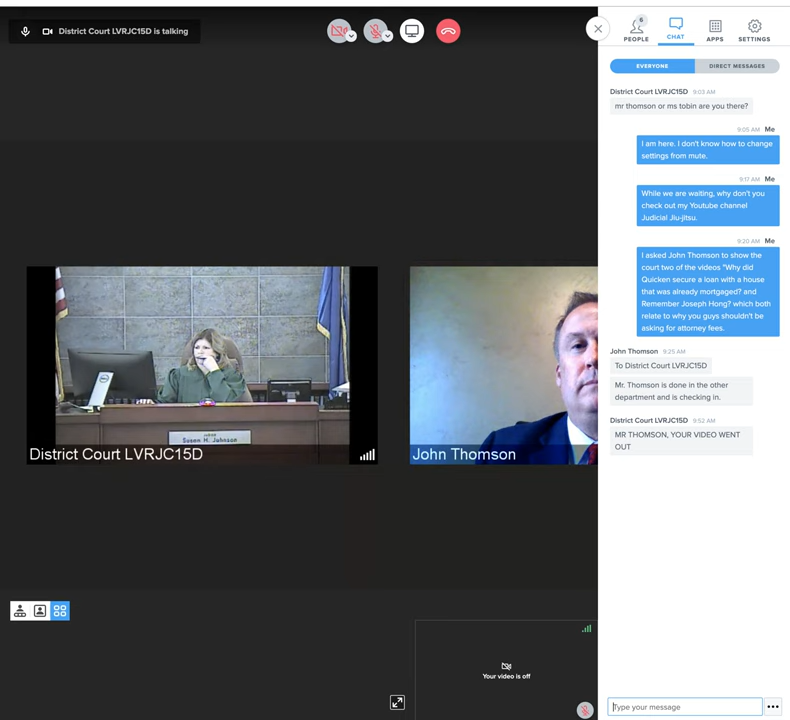 District Court LVRJC15D is talking
6
PEOPLE
CHAT
APPS
SETTINGS
EVERYONE
DIRECT MESSAGES
District Court LVRJC15D 9:03 AM
mr thomson or ms tobin are you there?
9:05 AM Me
I am here. I don't know how to change
settings from mute.
9:17 AM Me
While we are waiting, why don't you
check out my Youtube channel
Judicial Jiu-jitsu.
9:20 AM Me
I asked John Thomson to show the
court two of the videos "Why did
Quicken secure a loan with a house
that was already mortgaged? and
Remember Joseph Hong? which both
relate to why you guys shouldn't be
asking for attorney fees.
John Thomson 9:25 AM
To District Court LVRJC15D
Mr. Thomson is done in the other
department and is checking in.
District Court LVRJC15D 9:52 AM
MR THOMSON, YOUR VIDEO WENT
OUT
DELL
Susan H. Johnson
District Court LVRJC15D
John Thomson
Your video is off
Type your message